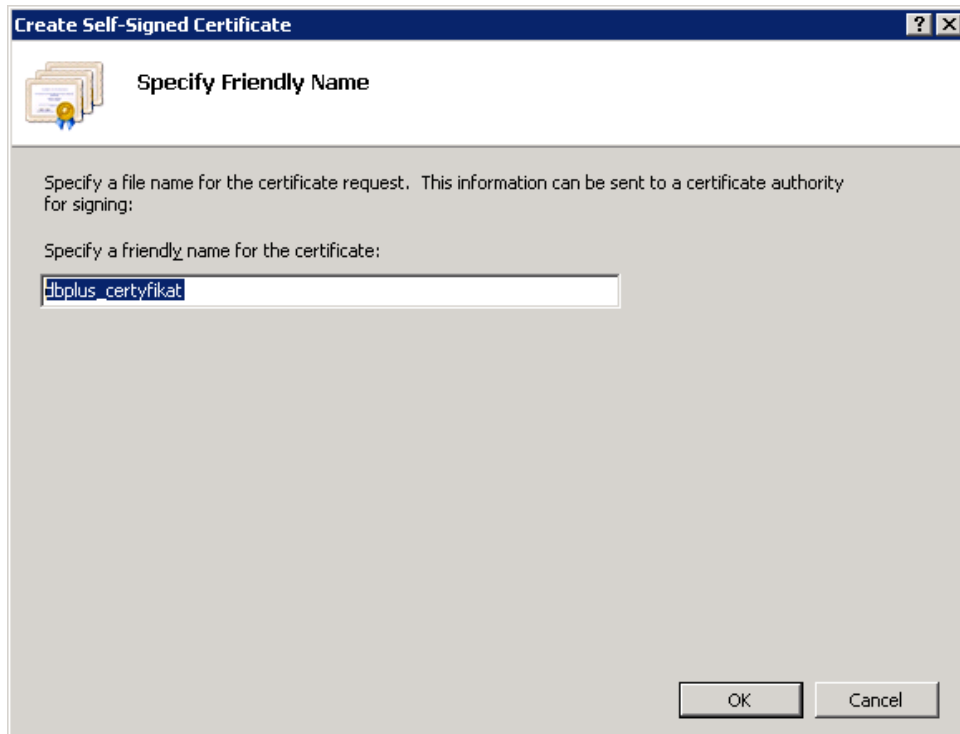 Create Self-Signed Certificate
Specify Friendly Name
Specify a file name for the certificate request. This information can be sent to a certificate authority
for signing:
Specify a friendly name for the certificate:
dbplus_certyfikat
OK
Cancel